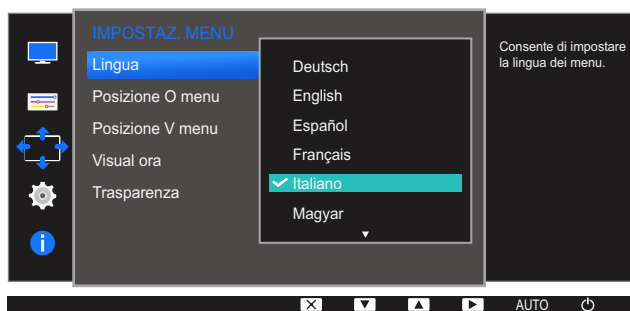 IMPOSTAZ. MENU
Lingua
Posizione O menu
Posizione V menu
Visual ora
Trasparenza
Deutsch
English
Español
Français
Italiano
Magyar
Consente di impostare
la lingua dei menu.
AUTO